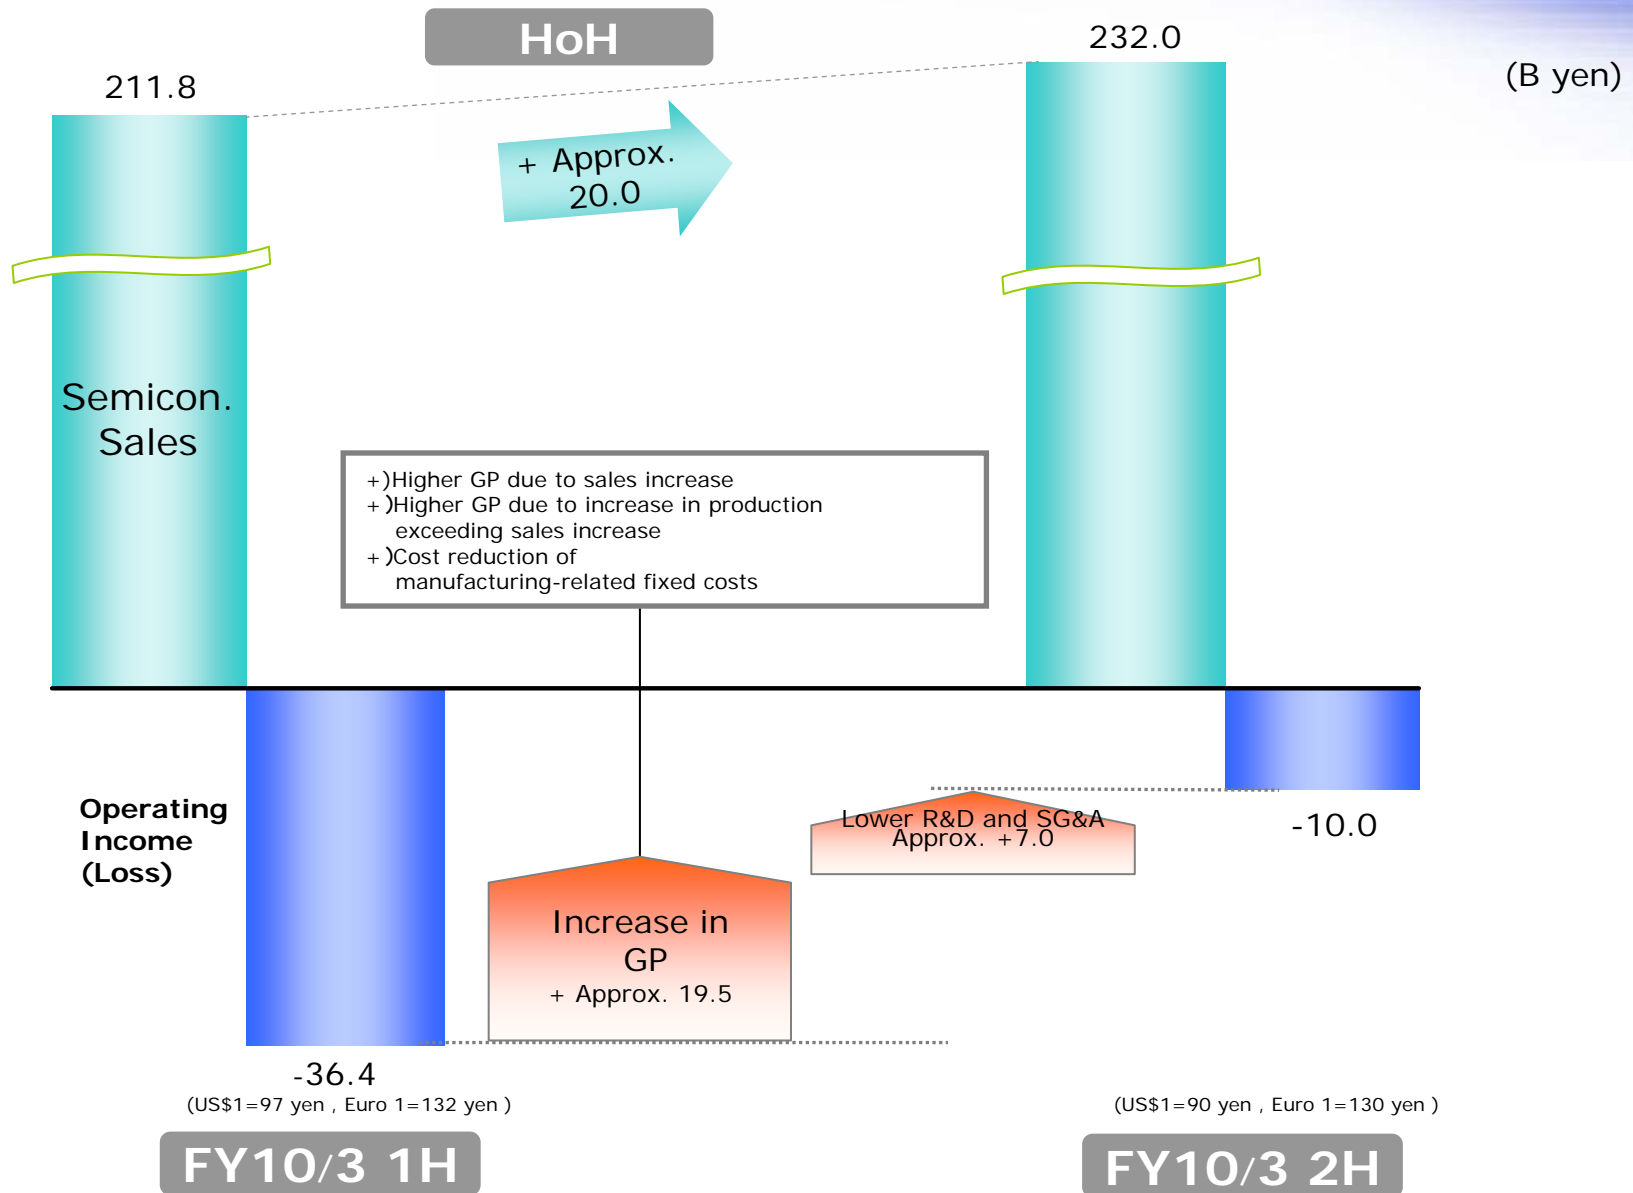 HoH
232.0
(B yen)
211.8
+ Approx.
20.0
Semicon.
Sales
+)Higher GP due to sales increase
+)Higher GP due to increase in production
exceeding sales increase
+)Cost reduction of
manufacturing-related fixed costs
Operating
Income
(Loss)
Lower R&D and SG&A
Approx. +7.0
-10.0
Increase in
GP
+ Approx. 19.5
-36.4
(US$1=97 yen , Euro 1=132 yen )
(US$1=90 yen , Euro 1=130 yen )
FY10/3 1H
FY10/3 2H